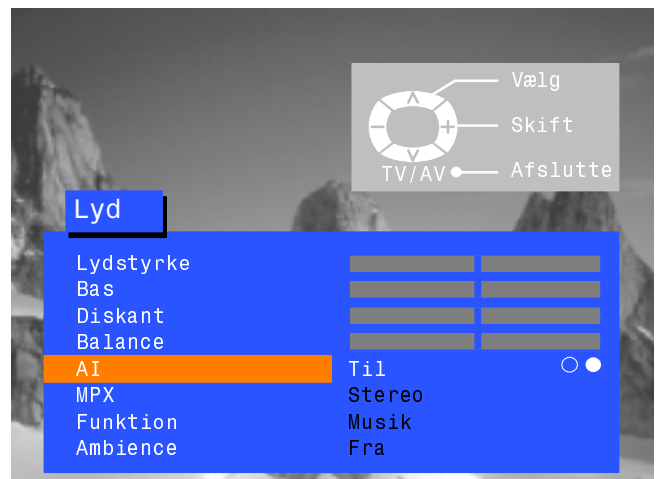 Vælg
Skift
TV/AV Afslutte
Lyd
Lydstyrke
Bas
Diskant
Balance
AI Til
MPX Stereo
Funktion Musik
Ambience Fra